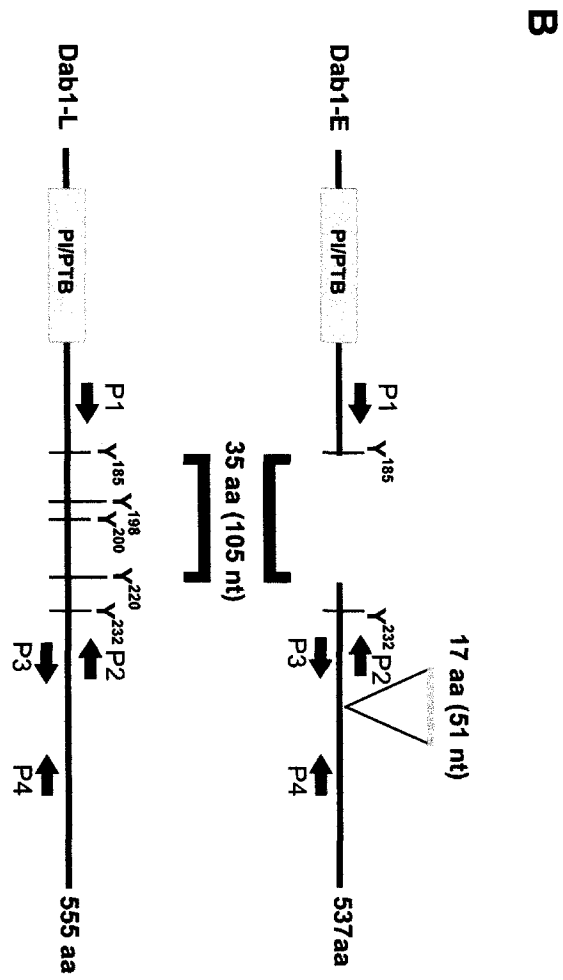 B
Dab1-E
PI/PTB
P1
Y185
Y232
P2
P3
P4
17 aa (51 nt)
537aa
35 aa (105 nt)
Dab1-L
PI/PTB
P1
Y185
Y198
Y200
Y220
Y232
P2
P3
P4
555 aa